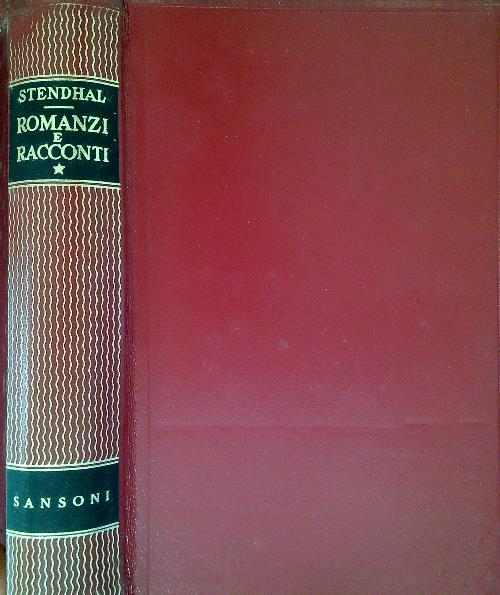 STENDHAL
ROMANZI
E
RACCONTI
SANSONI